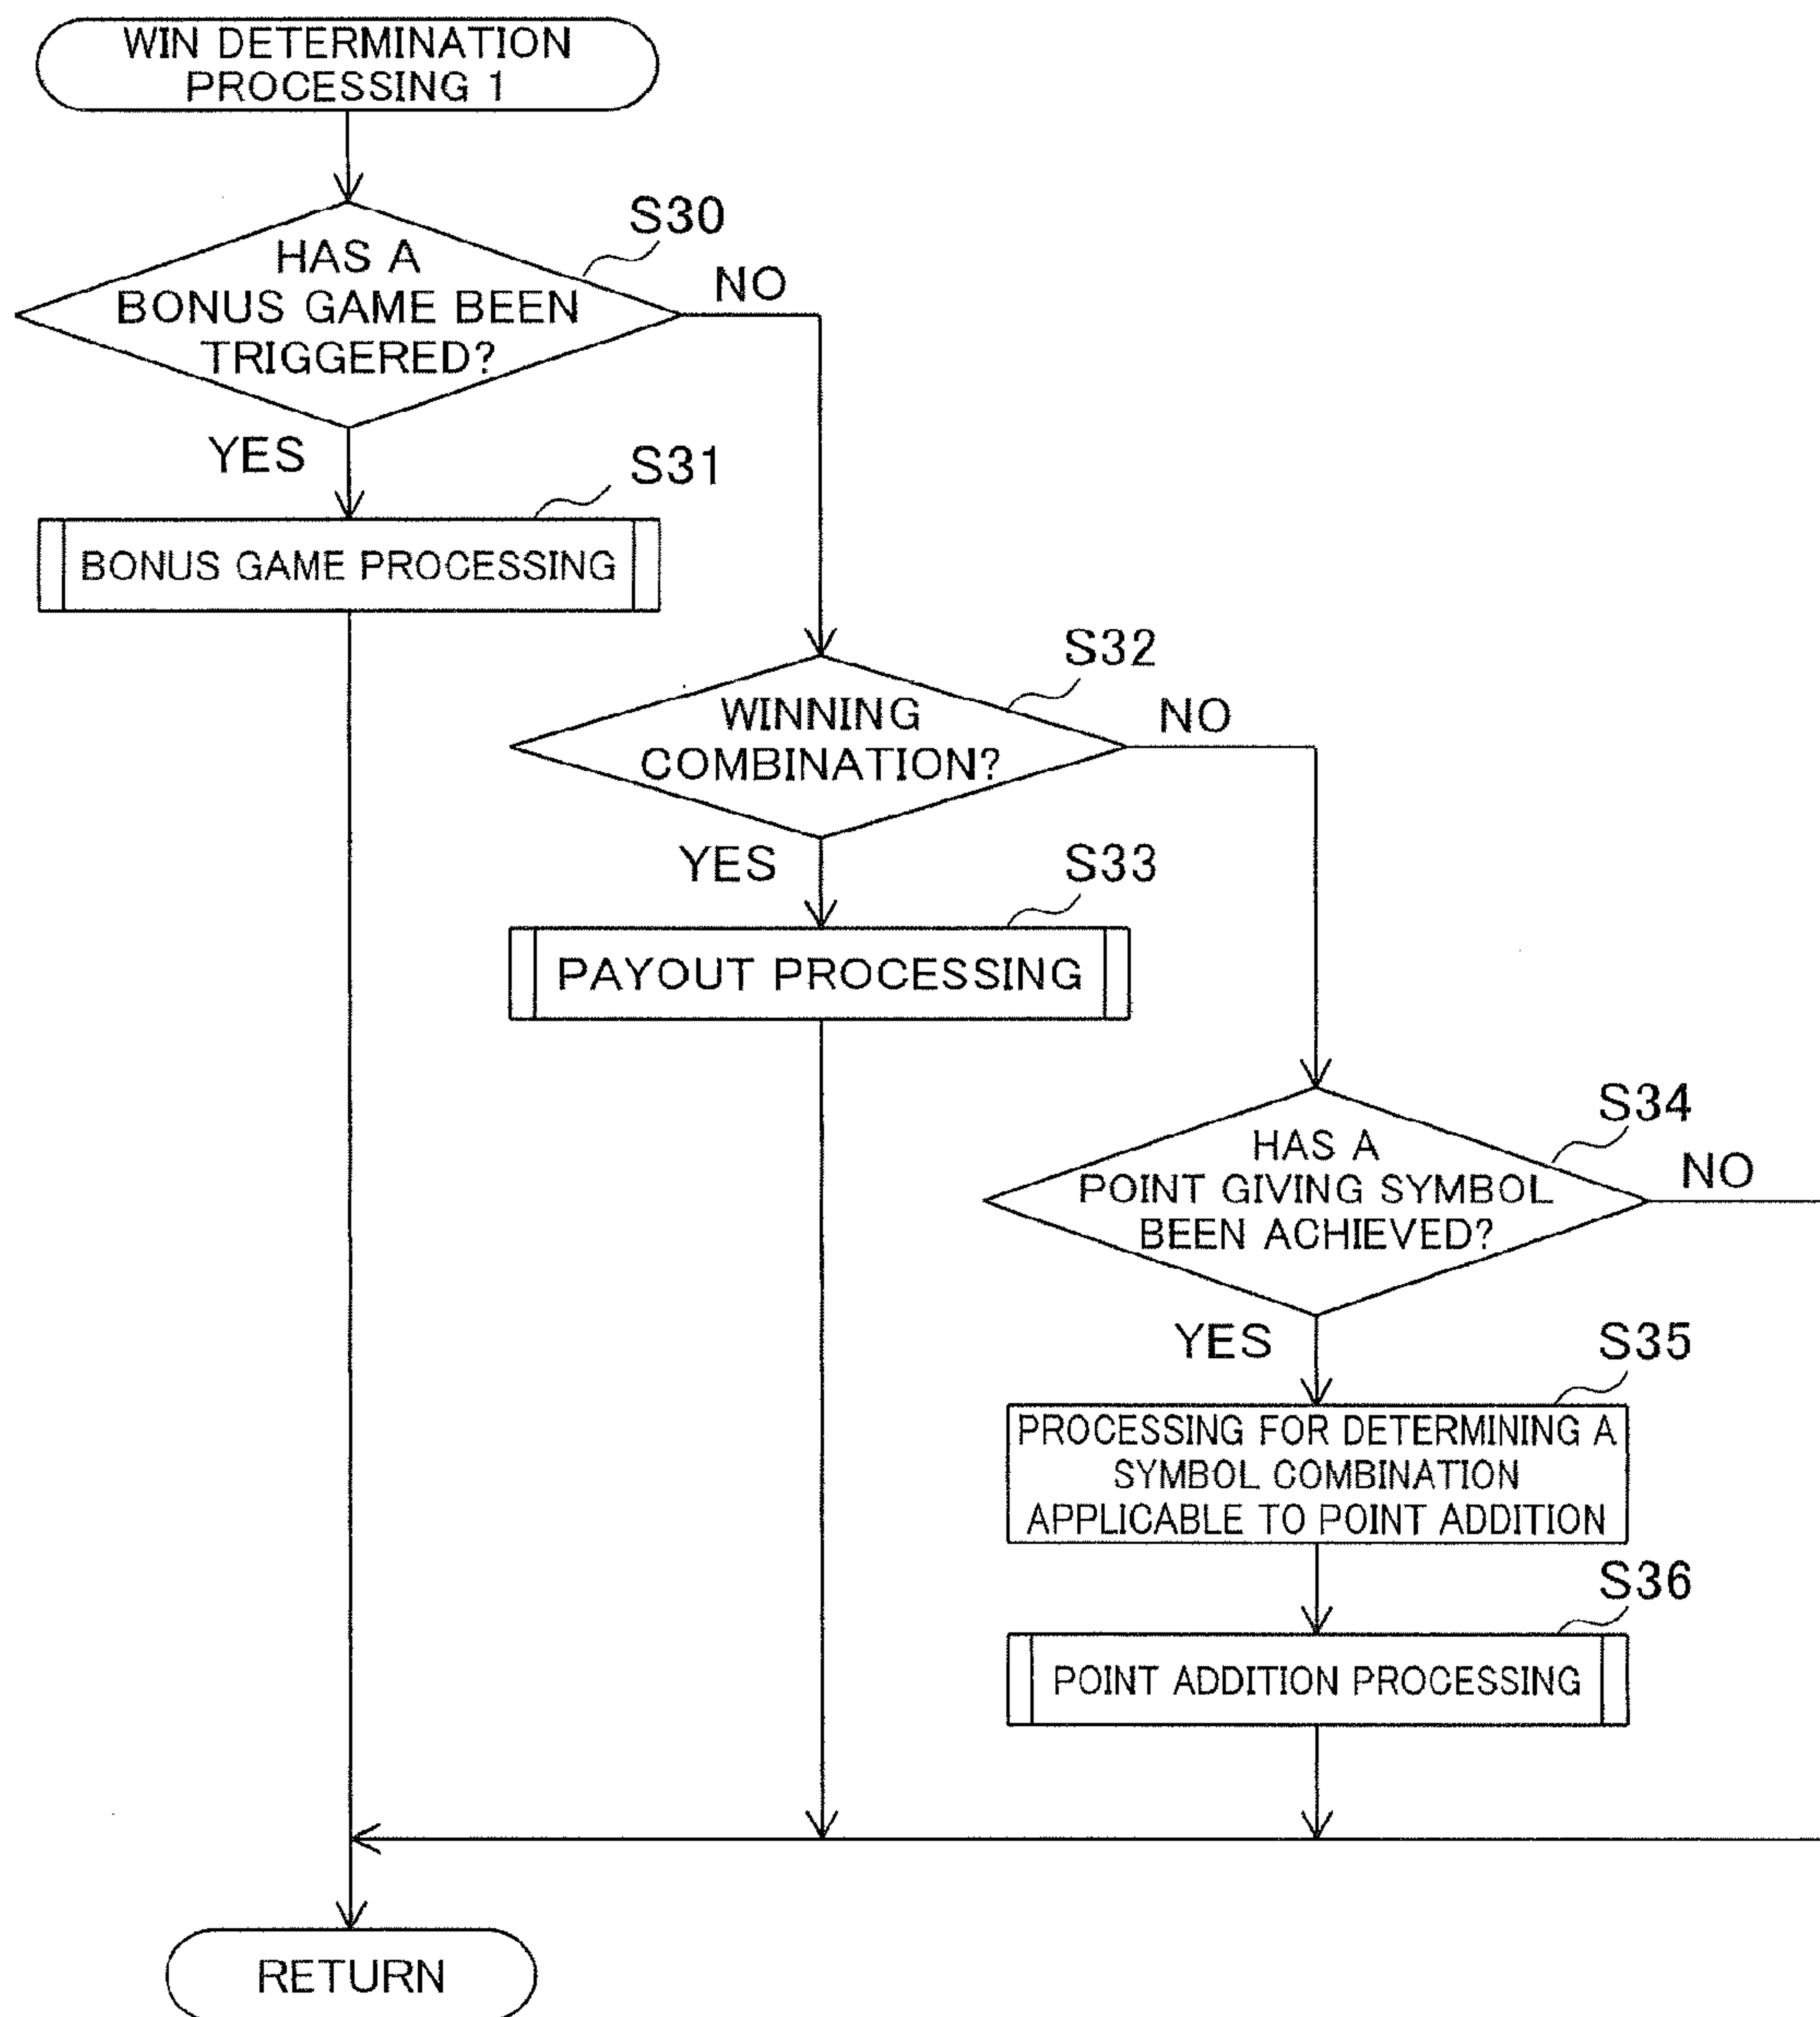 WIN DETERMINATION
PROCESSING 1
S30
HAS A
BONUS GAME BEEN
TRIGGERED?
NO
YES
S31
BONUS GAME PROCESSING
S32
WINNING
COMBINATION?
NO
YES
S33
PAYOUT PROCESSING
S34
HAS A
POINT GIVING SYMBOL
BEEN ACHIEVED?
NO
YES
S35
PROCESSING FOR DETERMINING A
SYMBOL COMBINATION
APPLICABLE TO POINT ADDITION
S36
POINT ADDITION PROCESSING
RETURN